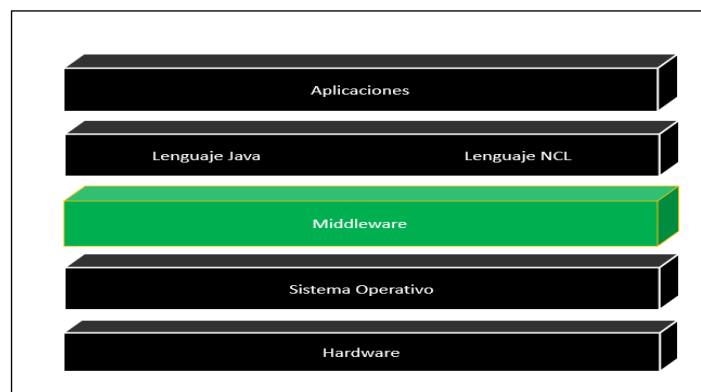 Aplicaciones
Lenguaje Java Lenguaje NCL
Middleware
Sistema Operativo
Hardware